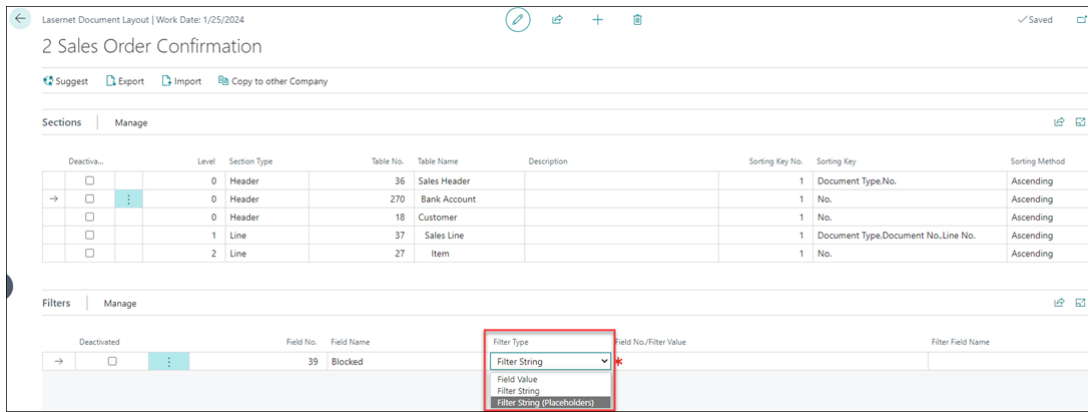 Lasernet Document Layout | Work Date: 1/25/2024
Saved
2 Sales Order Confirmation
Suggest Export Import Copy to other Company
Sections Manage
Deactiva... Level Section Type Table No. Table Name Description Sorting Key No. Sorting Key Sorting Method
0 Header 36 Sales Header 1 Document Type,No. Ascending
0 Header 270 Bank Account 1 No. Ascending
0 Header 18 Customer 1 No. Ascending
1 Line 37 Sales Line 1 Document Type,Document No.,Line No. Ascending
2 Line 27 Item 1 No. Ascending
Filters Manage
Deactivated Field No. Field Name Filter Type Field No./Filter Value Filter Field Name
39 Blocked Filter String *
Field Value
Filter String
Filter String (Placeholders)